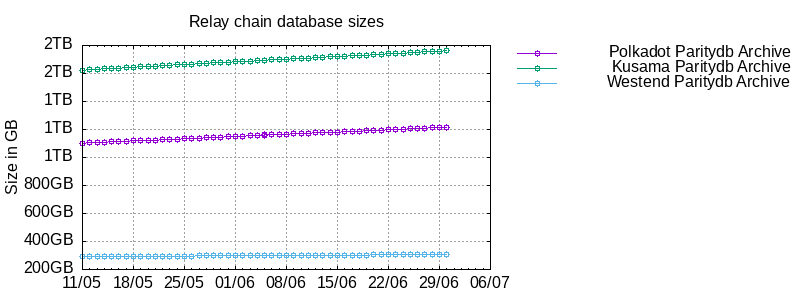 Relay chain database sizes
2TB
2TB
1TB
1TB
1TB
800GB
600GB
400GB
200GB
Size in GB
11/05 18/05 25/05 01/06 08/06 15/06 22/06 29/06 06/07
Polkadot Paritydb Archive
Kusama Paritydb Archive
Westend Paritydb Archive